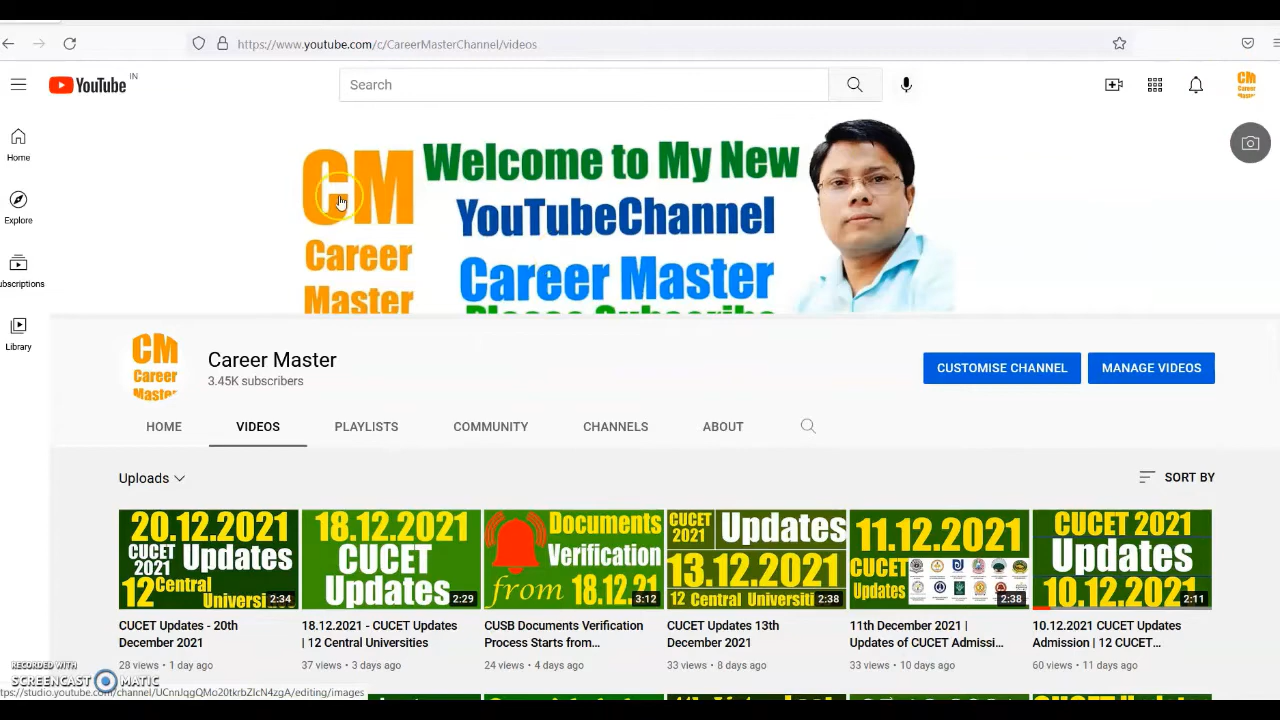 https://www.youtube.com/c/CareerMasterChannel/videos
YouTube IN
Search
CM
Career
Master
Home
Explore
Library
CM
Career
Master
Welcome to My New
YouTubeChannel
Career Master
Please Subscribe
CM
Career
Master
Career Master
3.45K subscribers
CUSTOMISE CHANNEL
MANAGE VIDEOS
HOME
VIDEOS
PLAYLISTS
COMMUNITY
CHANNELS
ABOUT
Uploads
SORT BY
20.12.2021
CUCET
2021
Updates
12 Central
2:34
CUCET Updates - 20th
December 2021
28 views • 1 day ago
18.12.2021
CUCET
Updates
2:29
18.12.2021 - CUCET Updates
| 12 Central Universities
37 views • 3 days ago
Documents
Verification
from 18.12.21
3:12
CUSB Documents Verification
Process Starts from...
24 views • 4 days ago
CUCET
2021
Updates
13.12.2021
12 Central Universiti
2:38
CUCET Updates 13th
December 2021
33 views • 8 days ago
11.12.2021
CUCET
Updates
2:38
11th December 2021 |
Updates of CUCET Admissi...
33 views • 10 days ago
CUCET 2021
Updates
10.12.2021
2:11
10.12.2021 CUCET Updates
Admission | 12 CUCET...
60 views • 11 days ago
RECORDED WITH
SCREENCAST MATIC